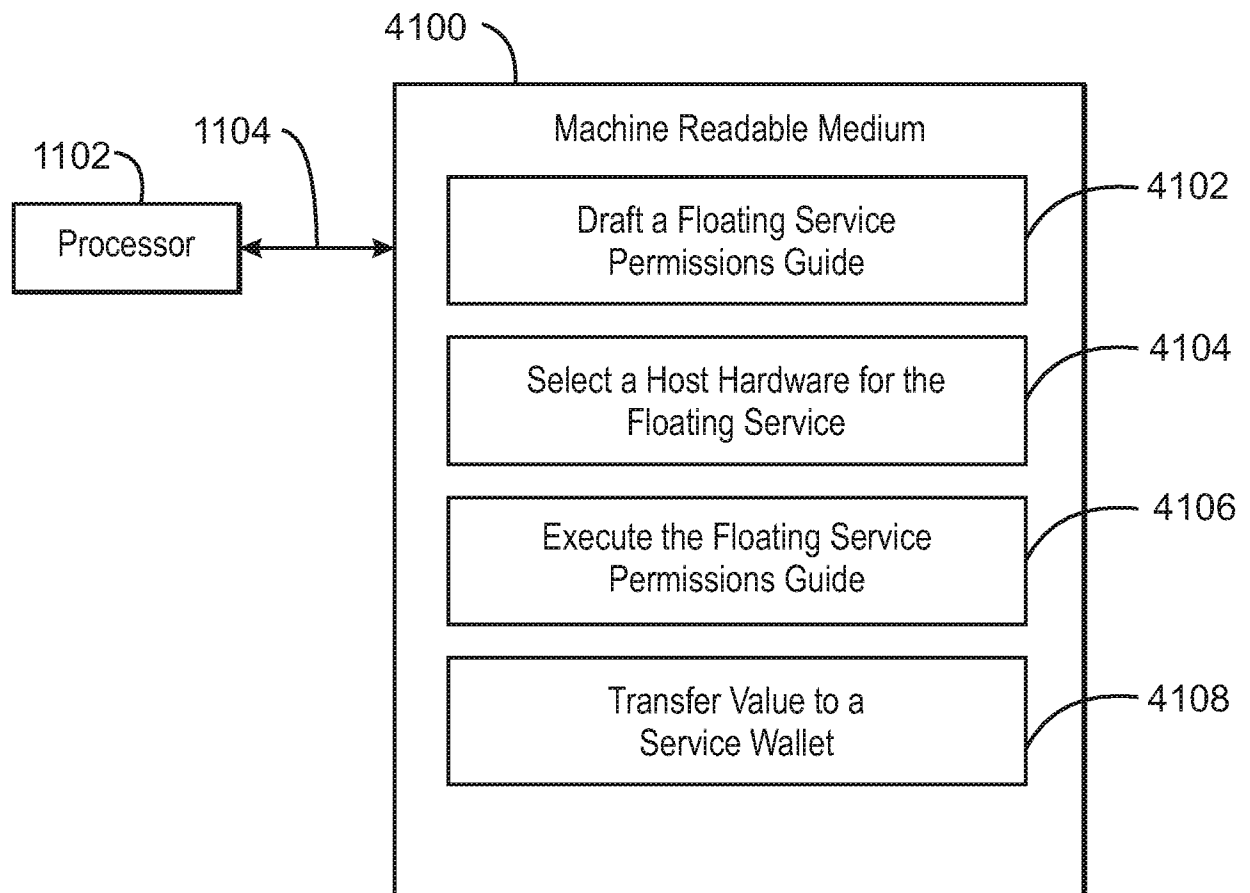 4100
1104
1102
Machine Readable Medium
Processor
Draft a Floating Service
Permissions Guide
4102
Select a Host Hardware for the
Floating Service
4104
Execute the Floating Service
Permissions Guide
4106
Transfer Value to a
Service Wallet
4108